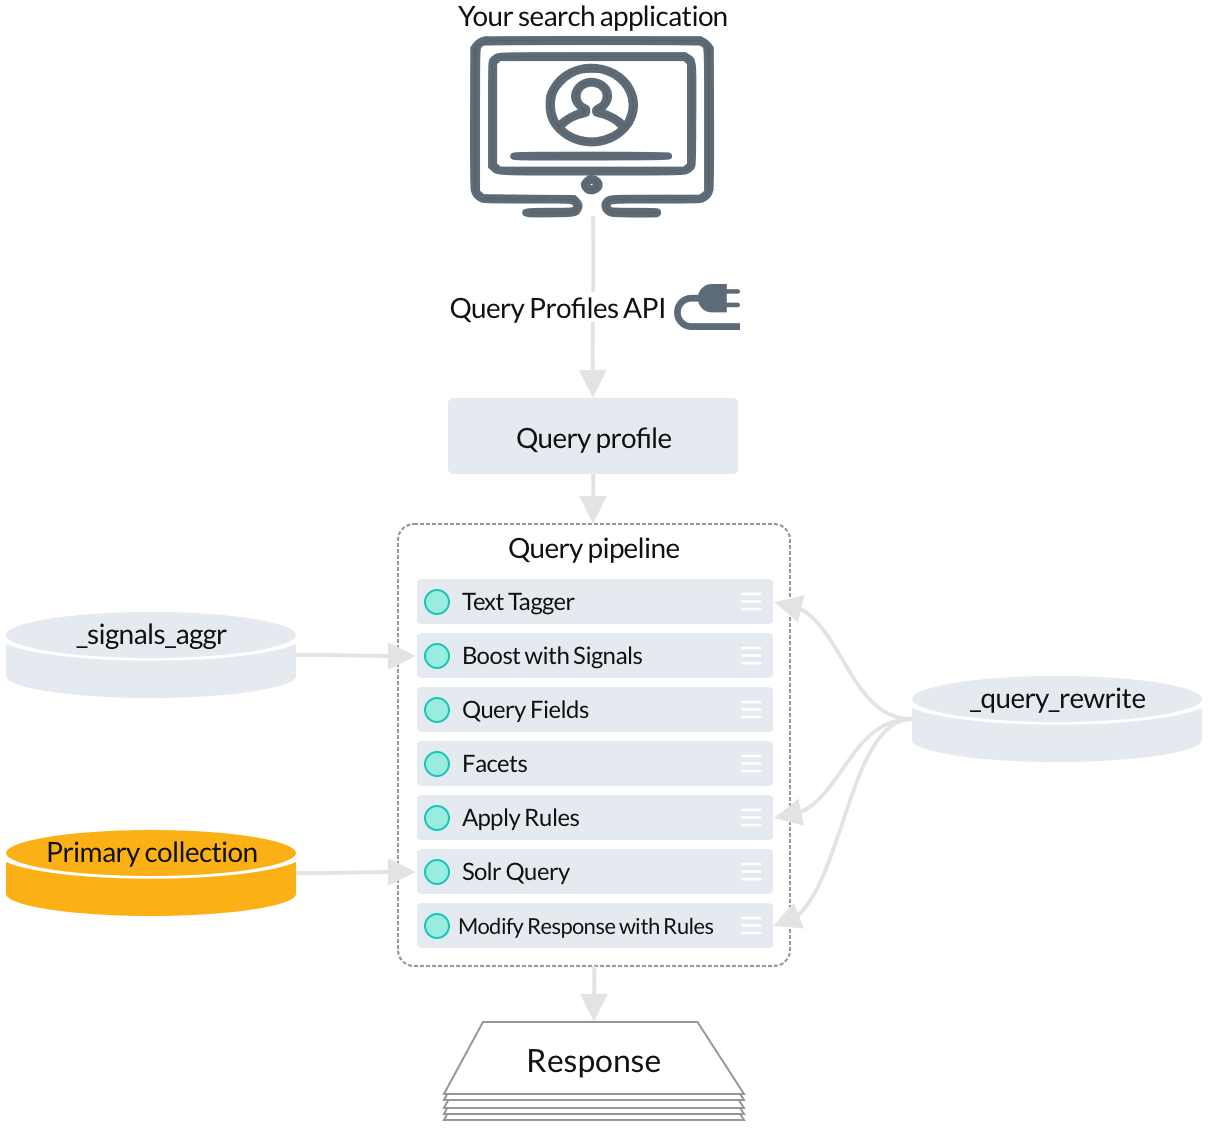 Your search application
Query Profiles API
Query profile
Query pipeline
Text Tagger
_signals_aggr
Boost with Signals
_query_rewrite
Query Fields
Facets
Apply Rules
Primary collection
Solr Query
Modify Response with Rules
Response